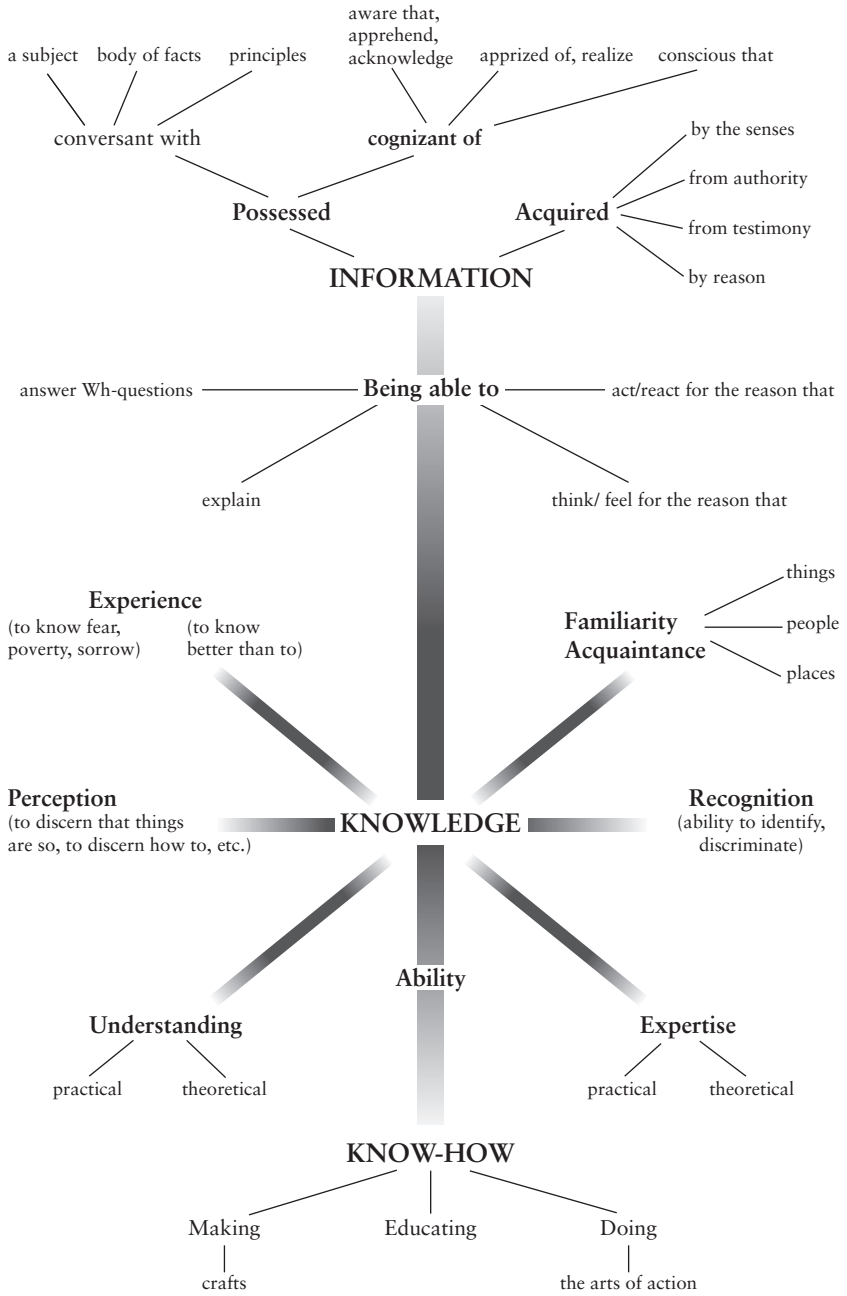 aware that,
apprehend,
acknowledge
a subject
body of facts
principles
apprized of, realize
conscious that
conversant with
cognizant of
by the senses
from authority
from testimony
by reason
Possessed
Acquired
INFORMATION
answer Wh-questions
Being able to
act/react for the reason that
explain
think/ feel for the reason that
Experience
(to know fear,
poverty, sorrow)
(to know
better than to)
Familiarity
Acquaintance
things
people
places
Perception
(to discern that things
are so, to discern how to, etc.)
KNOWLEDGE
Recognition
(ability to identify,
discriminate)
Ability
Understanding
practical
theoretical
Expertise
practical
theoretical
KNOW-HOW
Making
Educating
Doing
crafts
the arts of action